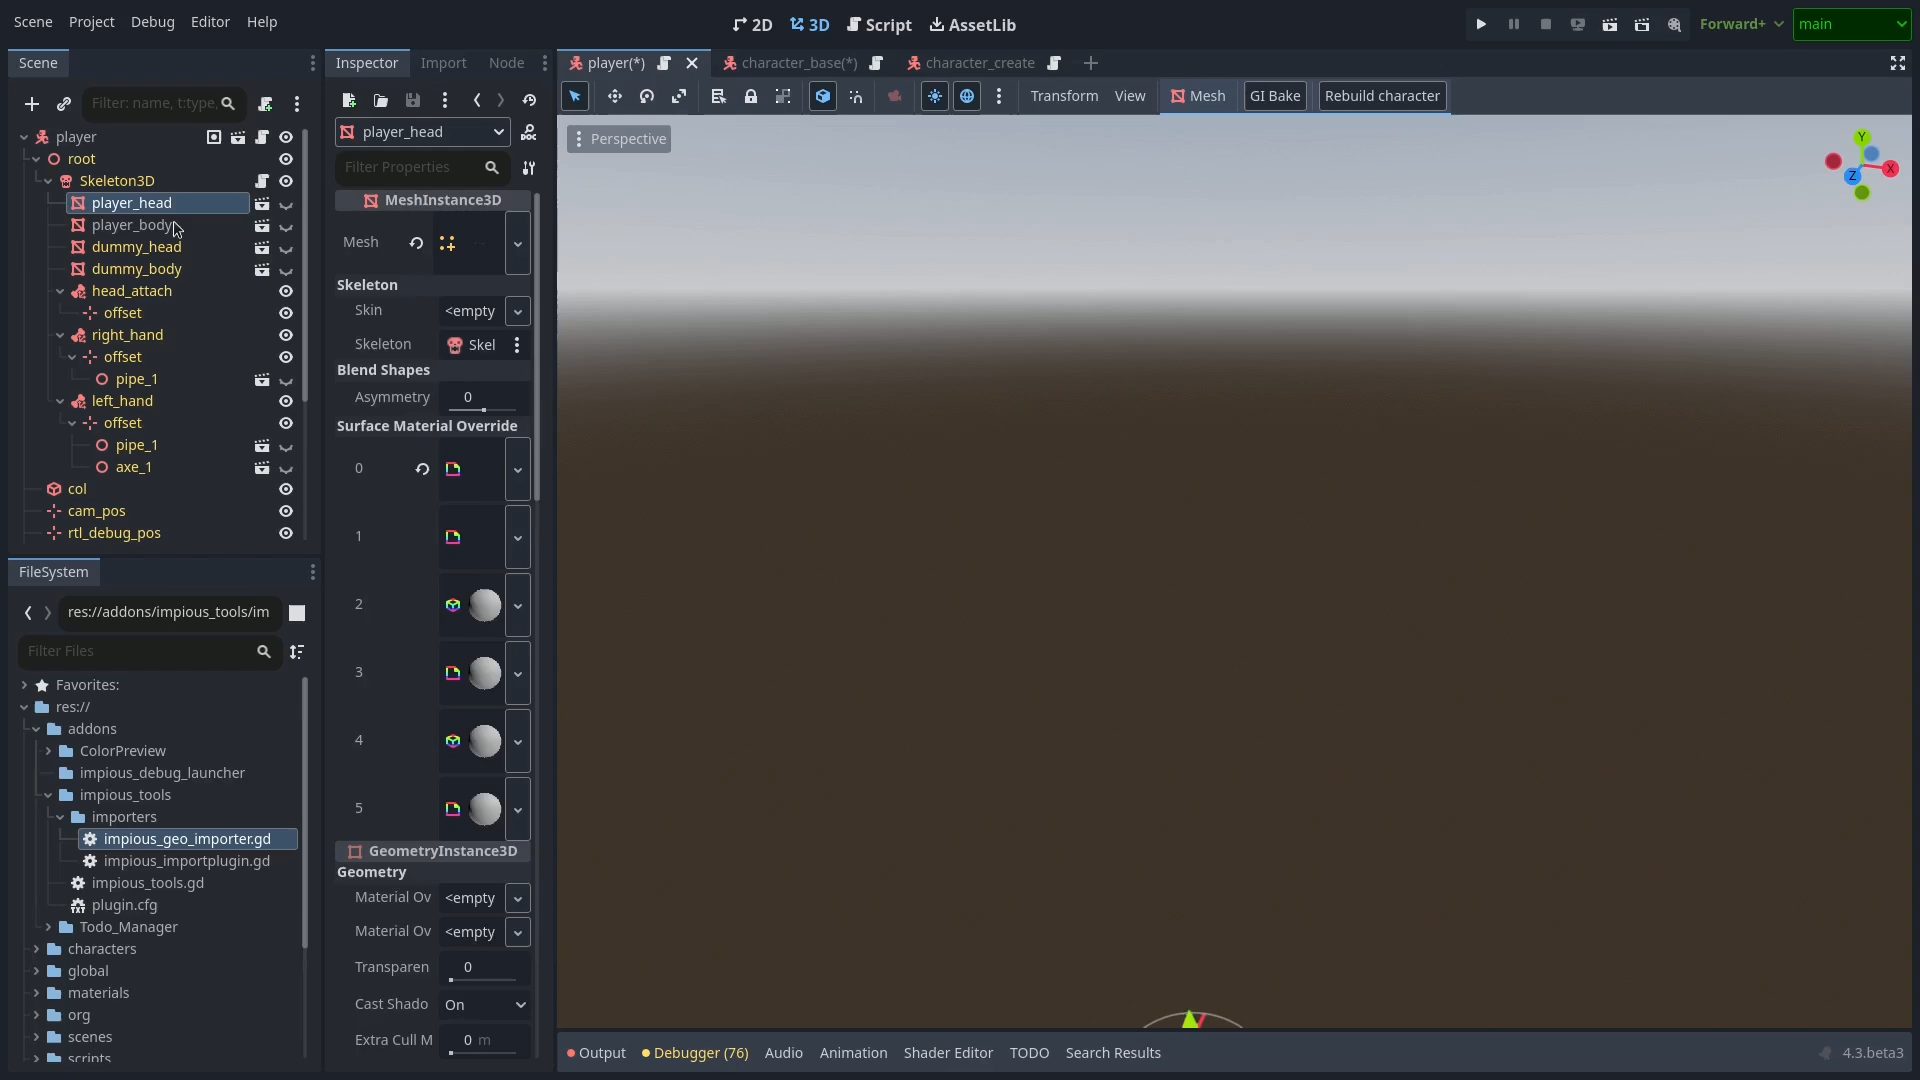 Scene Project Debug Editor Help
2D 3D Script AssetLib
Forward+ main
Scene
Filter: name, t:type,
player
root
Skeleton3D
player_head
player_body
dummy_head
dummy_body
head_attach
offset
right_hand
offset
pipe_1
left_hand
offset
pipe_1
axe_1
col
cam_pos
rtl_debug_pos
FileSystem
res://addons/impious_tools/im
Filter Files
Favorites:
res://
addons
ColorPreview
impious_debug_launcher
impious_tools
importers
impious_geo_importer.gd
impious_importplugin.gd
impious_tools.gd
plugin.cfg
Todo_Manager
characters
global
materials
org
scenes
scripts
Inspector Import Node
player_head
Filter Properties
MeshInstance3D
Mesh
Skeleton
Skin <empty
Skeleton Skel
Blend Shapes
Asymmetry 0
Surface Material Override
0
1
2
3
4
5
GeometryInstance3D
Geometry
Material Ov <empty
Material Ov <empty
Transparen 0
Cast Shado On
Extra Cull M 0 m
player(*) character_base(*) character_create
Transform View Mesh GI Bake Rebuild character
Perspective
Y
X
Z
Output Debugger (76) Audio Animation Shader Editor TODO Search Results 4.3.beta3